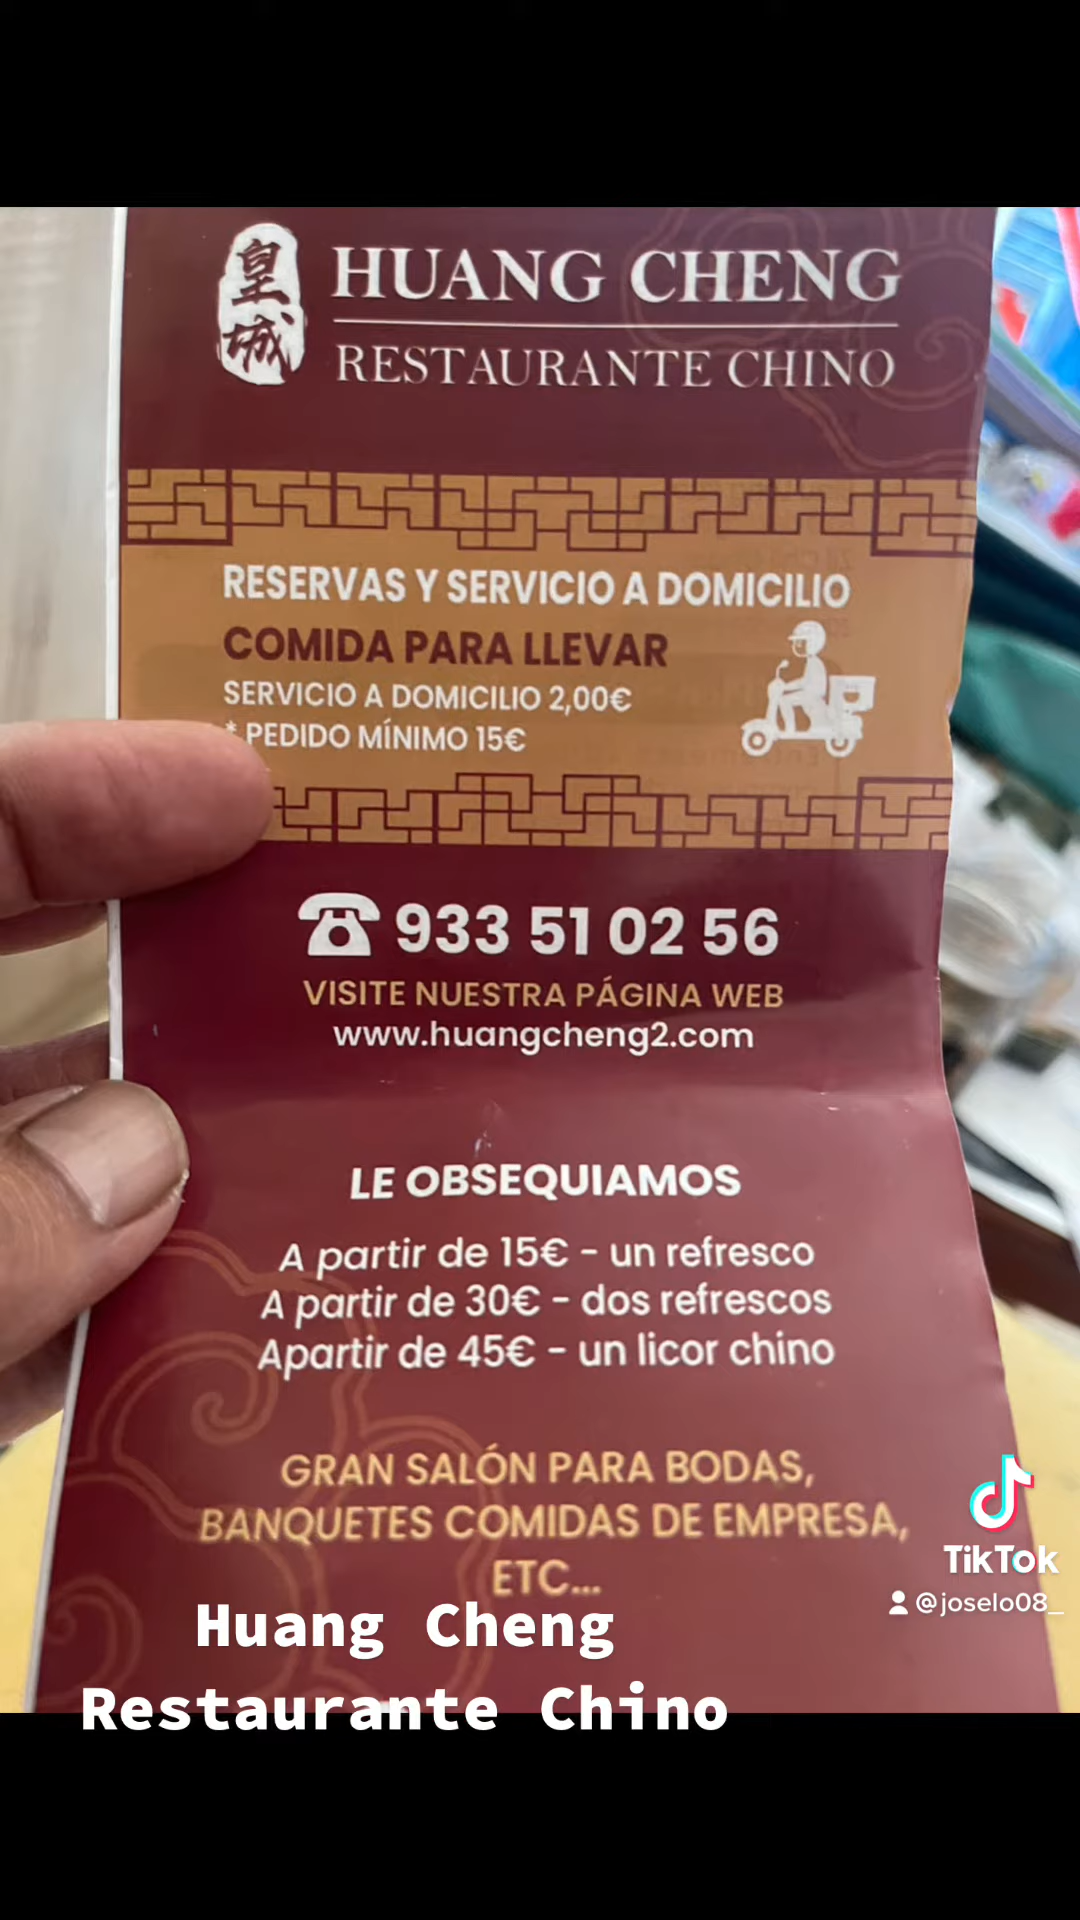 皇城
HUANG CHENG
RESTAURANTE CHINO
RESERVAS Y SERVICIO A DOMICILIO
COMIDA PARA LLEVAR
SERVICIO A DOMICILIO 2,00€
* PEDIDO MÍNIMO 15€
933 51 02 56
VISITE NUESTRA PÁGINA WEB
www.huangcheng2.com
LE OBSEQUIAMOS
A partir de 15€ - un refresco
A partir de 30€ - dos refrescos
Apartir de 45€ - un licor chino
GRAN SALÓN PARA BODAS,
BANQUETES COMIDAS DE EMPRESA,
ETC...
TikTok
@joselo08_
Huang Cheng
Restaurante Chino